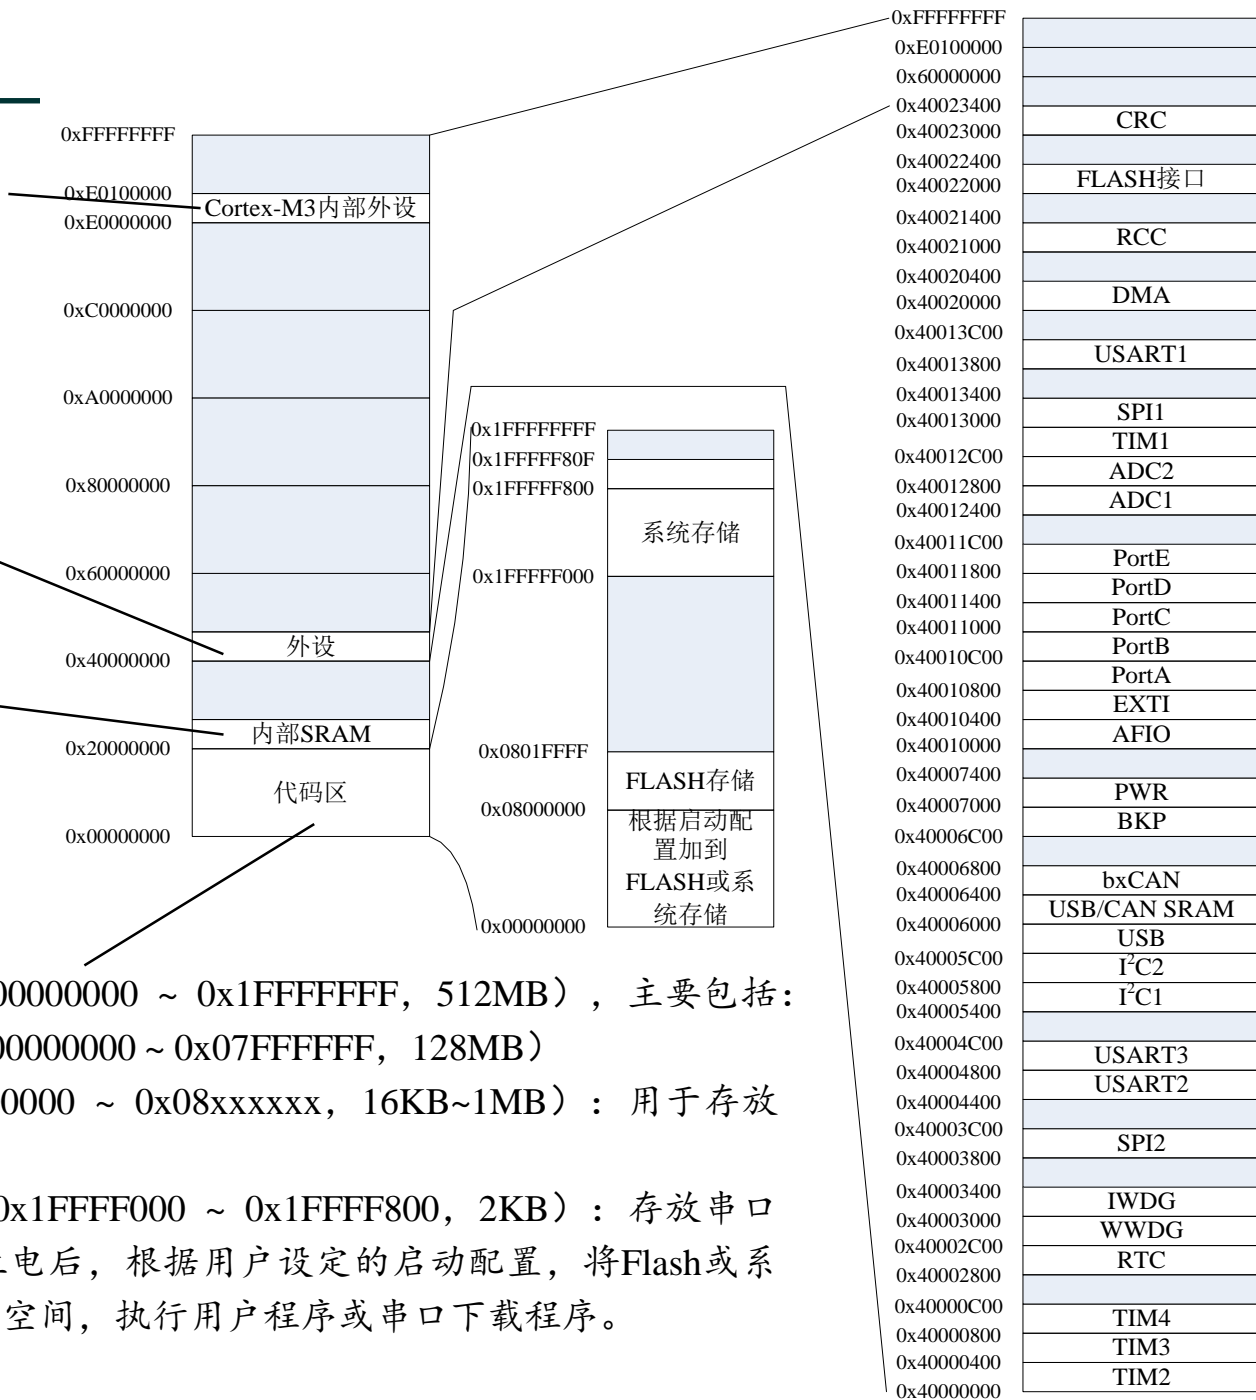 0xFFFFFFFF
0xE0100000
Cortex-M3内部外设
0xE0000000
0xC0000000
0xA0000000
0x80000000
0x60000000
外设
0x40000000
内部SRAM
0x20000000
代码区
0x00000000
0x1FFFFFFFF
0x1FFFFF80F
0x1FFFFF800
系统存储
0x1FFFFF000
0x0801FFFF
FLASH存储
0x08000000
根据启动配
置加到
FLASH或系
统存储
0x00000000
0xFFFFFFFF
0xE0100000
0x60000000
0x40023400
CRC
0x40023000
0x40022400
FLASH接口
0x40022000
0x40021400
RCC
0x40021000
0x40020400
DMA
0x40020000
0x40013C00
USART1
0x40013800
0x40013400
SPI1
0x40013000
TIM1
0x40012C00
ADC2
0x40012800
ADC1
0x40012400
0x40011C00
PortE
0x40011800
PortD
0x40011400
PortC
0x40011000
PortB
0x40010C00
PortA
0x40010800
EXTI
0x40010400
AFIO
0x40010000
0x40007400
PWR
0x40007000
BKP
0x40006C00
0x40006800
bxCAN
0x40006400
USB/CAN SRAM
0x40006000
USB
0x40005C00
I²C2
0x40005800
I²C1
0x40005400
0x40004C00
USART3
0x40004800
USART2
0x40004400
0x40003C00
SPI2
0x40003800
0x40003400
IWDG
0x40003000
WWDG
0x40002C00
RTC
0x40002800
0x40000C00
TIM4
0x40000800
TIM3
0x40000400
TIM2
0x40000000
00000000 ~ 0x1FFFFFFF, 512MB），主要包括：
00000000 ~ 0x07FFFFFF, 128MB）
0000 ~ 0x08xxxxxx, 16KB~1MB）：用于存放
0x1FFFF000 ~ 0x1FFFF800, 2KB）：存放串口
上电后，根据用户设定的启动配置，将Flash或系
空间，执行用户程序或串口下载程序。